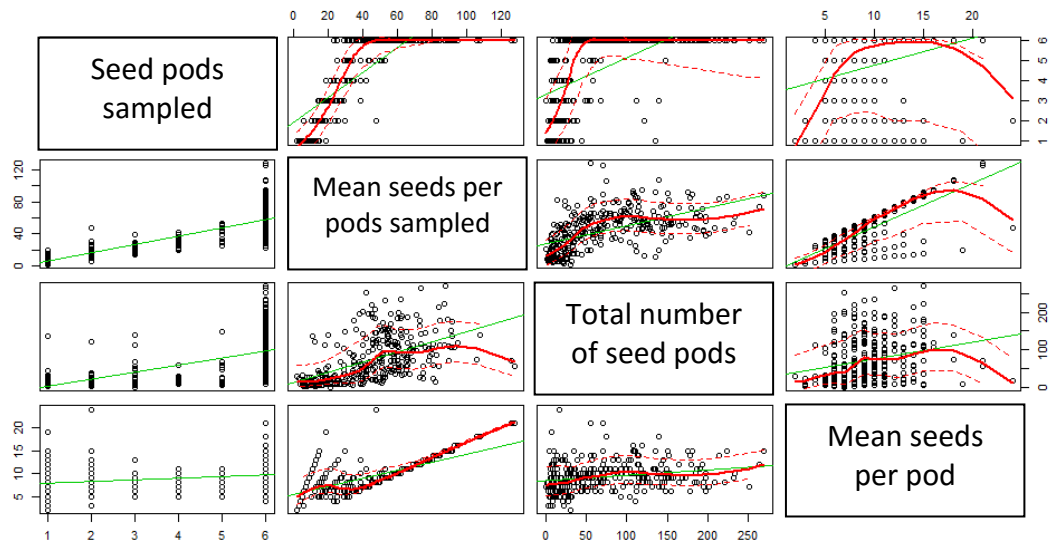 0 20 40 60 80 100 120
5 10 15 20
Seed pods
sampled
1 2 3 4 5 6
0 40 80 120
Mean seeds per
pods sampled
Total number
of seed pods
0 50 100 200
5 10 15 20
Mean seeds
per pod
1 2 3 4 5 6
0 50 100 150 200 250